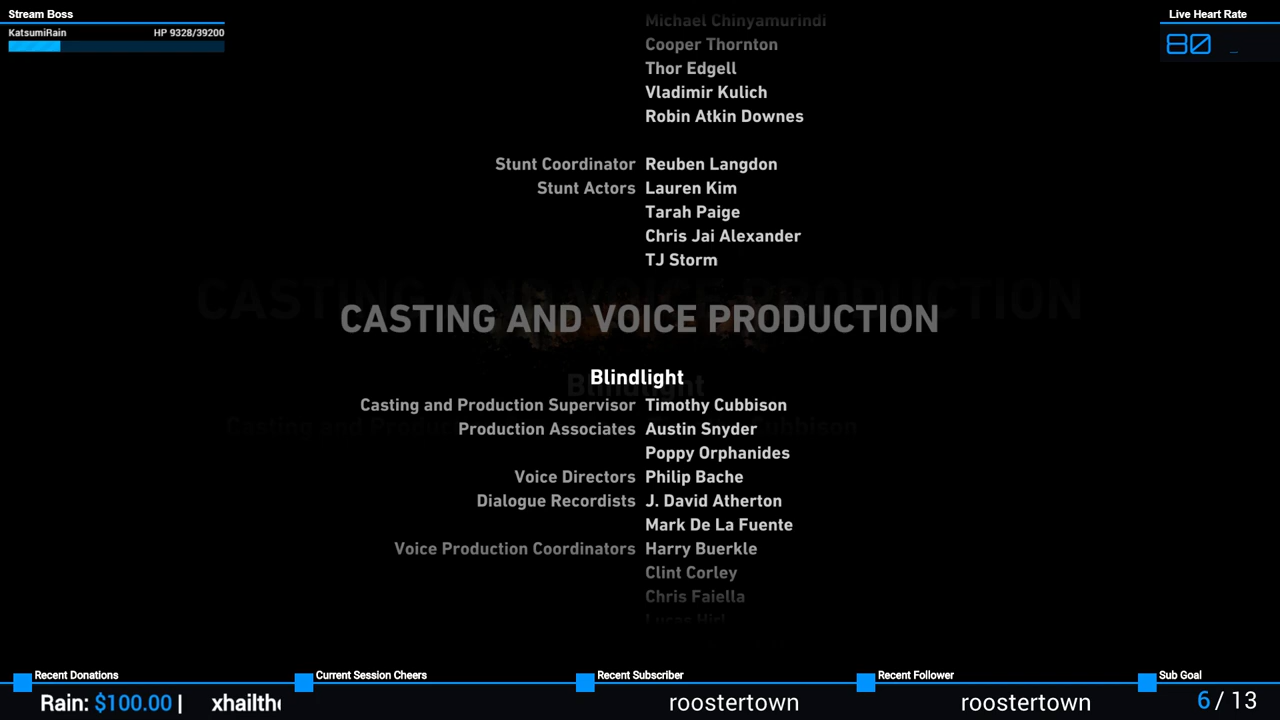 Stream Boss
KatsumiRain HP 9328/39200
Live Heart Rate
80
Michael Chinyamurindi
Cooper Thornton
Thor Edgell
Vladimir Kulich
Robin Atkin Downes
Stunt Coordinator Reuben Langdon
Stunt Actors Lauren Kim
Tarah Paige
Chris Jai Alexander
TJ Storm
CASTING AND VOICE PRODUCTION
Blindlight
Casting and Production Supervisor Timothy Cubbison
Production Associates Austin Snyder
Poppy Orphanides
Voice Directors Philip Bache
Dialogue Recordists J. David Atherton
Mark De La Fuente
Voice Production Coordinators Harry Buerkle
Clint Corley
Chris Faiella
Recent Donations
Rain: $100.00 |
Current Session Cheers
Recent Subscriber
roostertown
Recent Follower
roostertown
Sub Goal
6 / 13